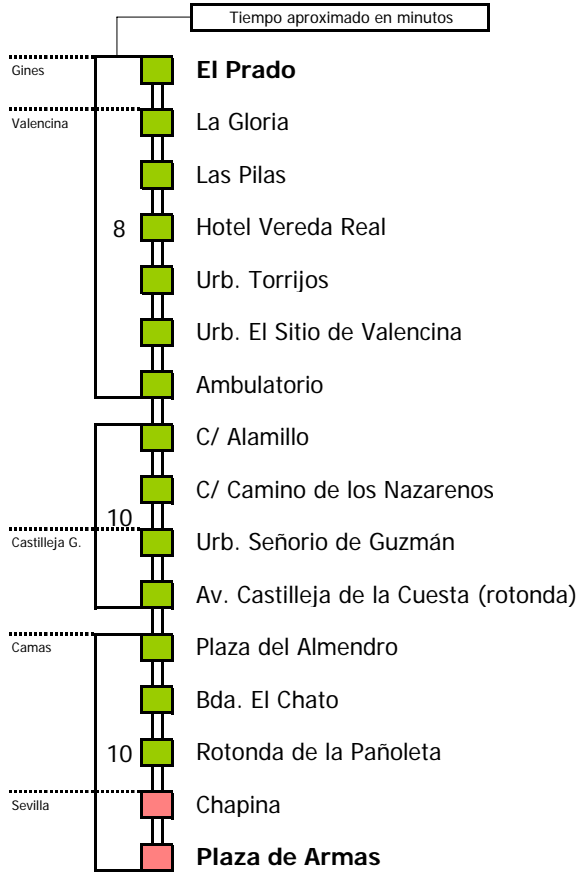 Tiempo aproximado en minutos
Gines
El Prado
Valencina
La Gloria
Las Pilas
8
Hotel Vereda Real
Urb. Torrijos
Urb. El Sitio de Valencina
Ambulatorio
C/ Alamillo
C/ Camino de los Nazarenos
10
Castilleja G.
Urb. Señorio de Guzmán
Av. Castilleja de la Cuesta (rotonda)
Camas
Plaza del Almendro
Bda. El Chato
10
Rotonda de la Pañoleta
Sevilla
Chapina
Plaza de Armas